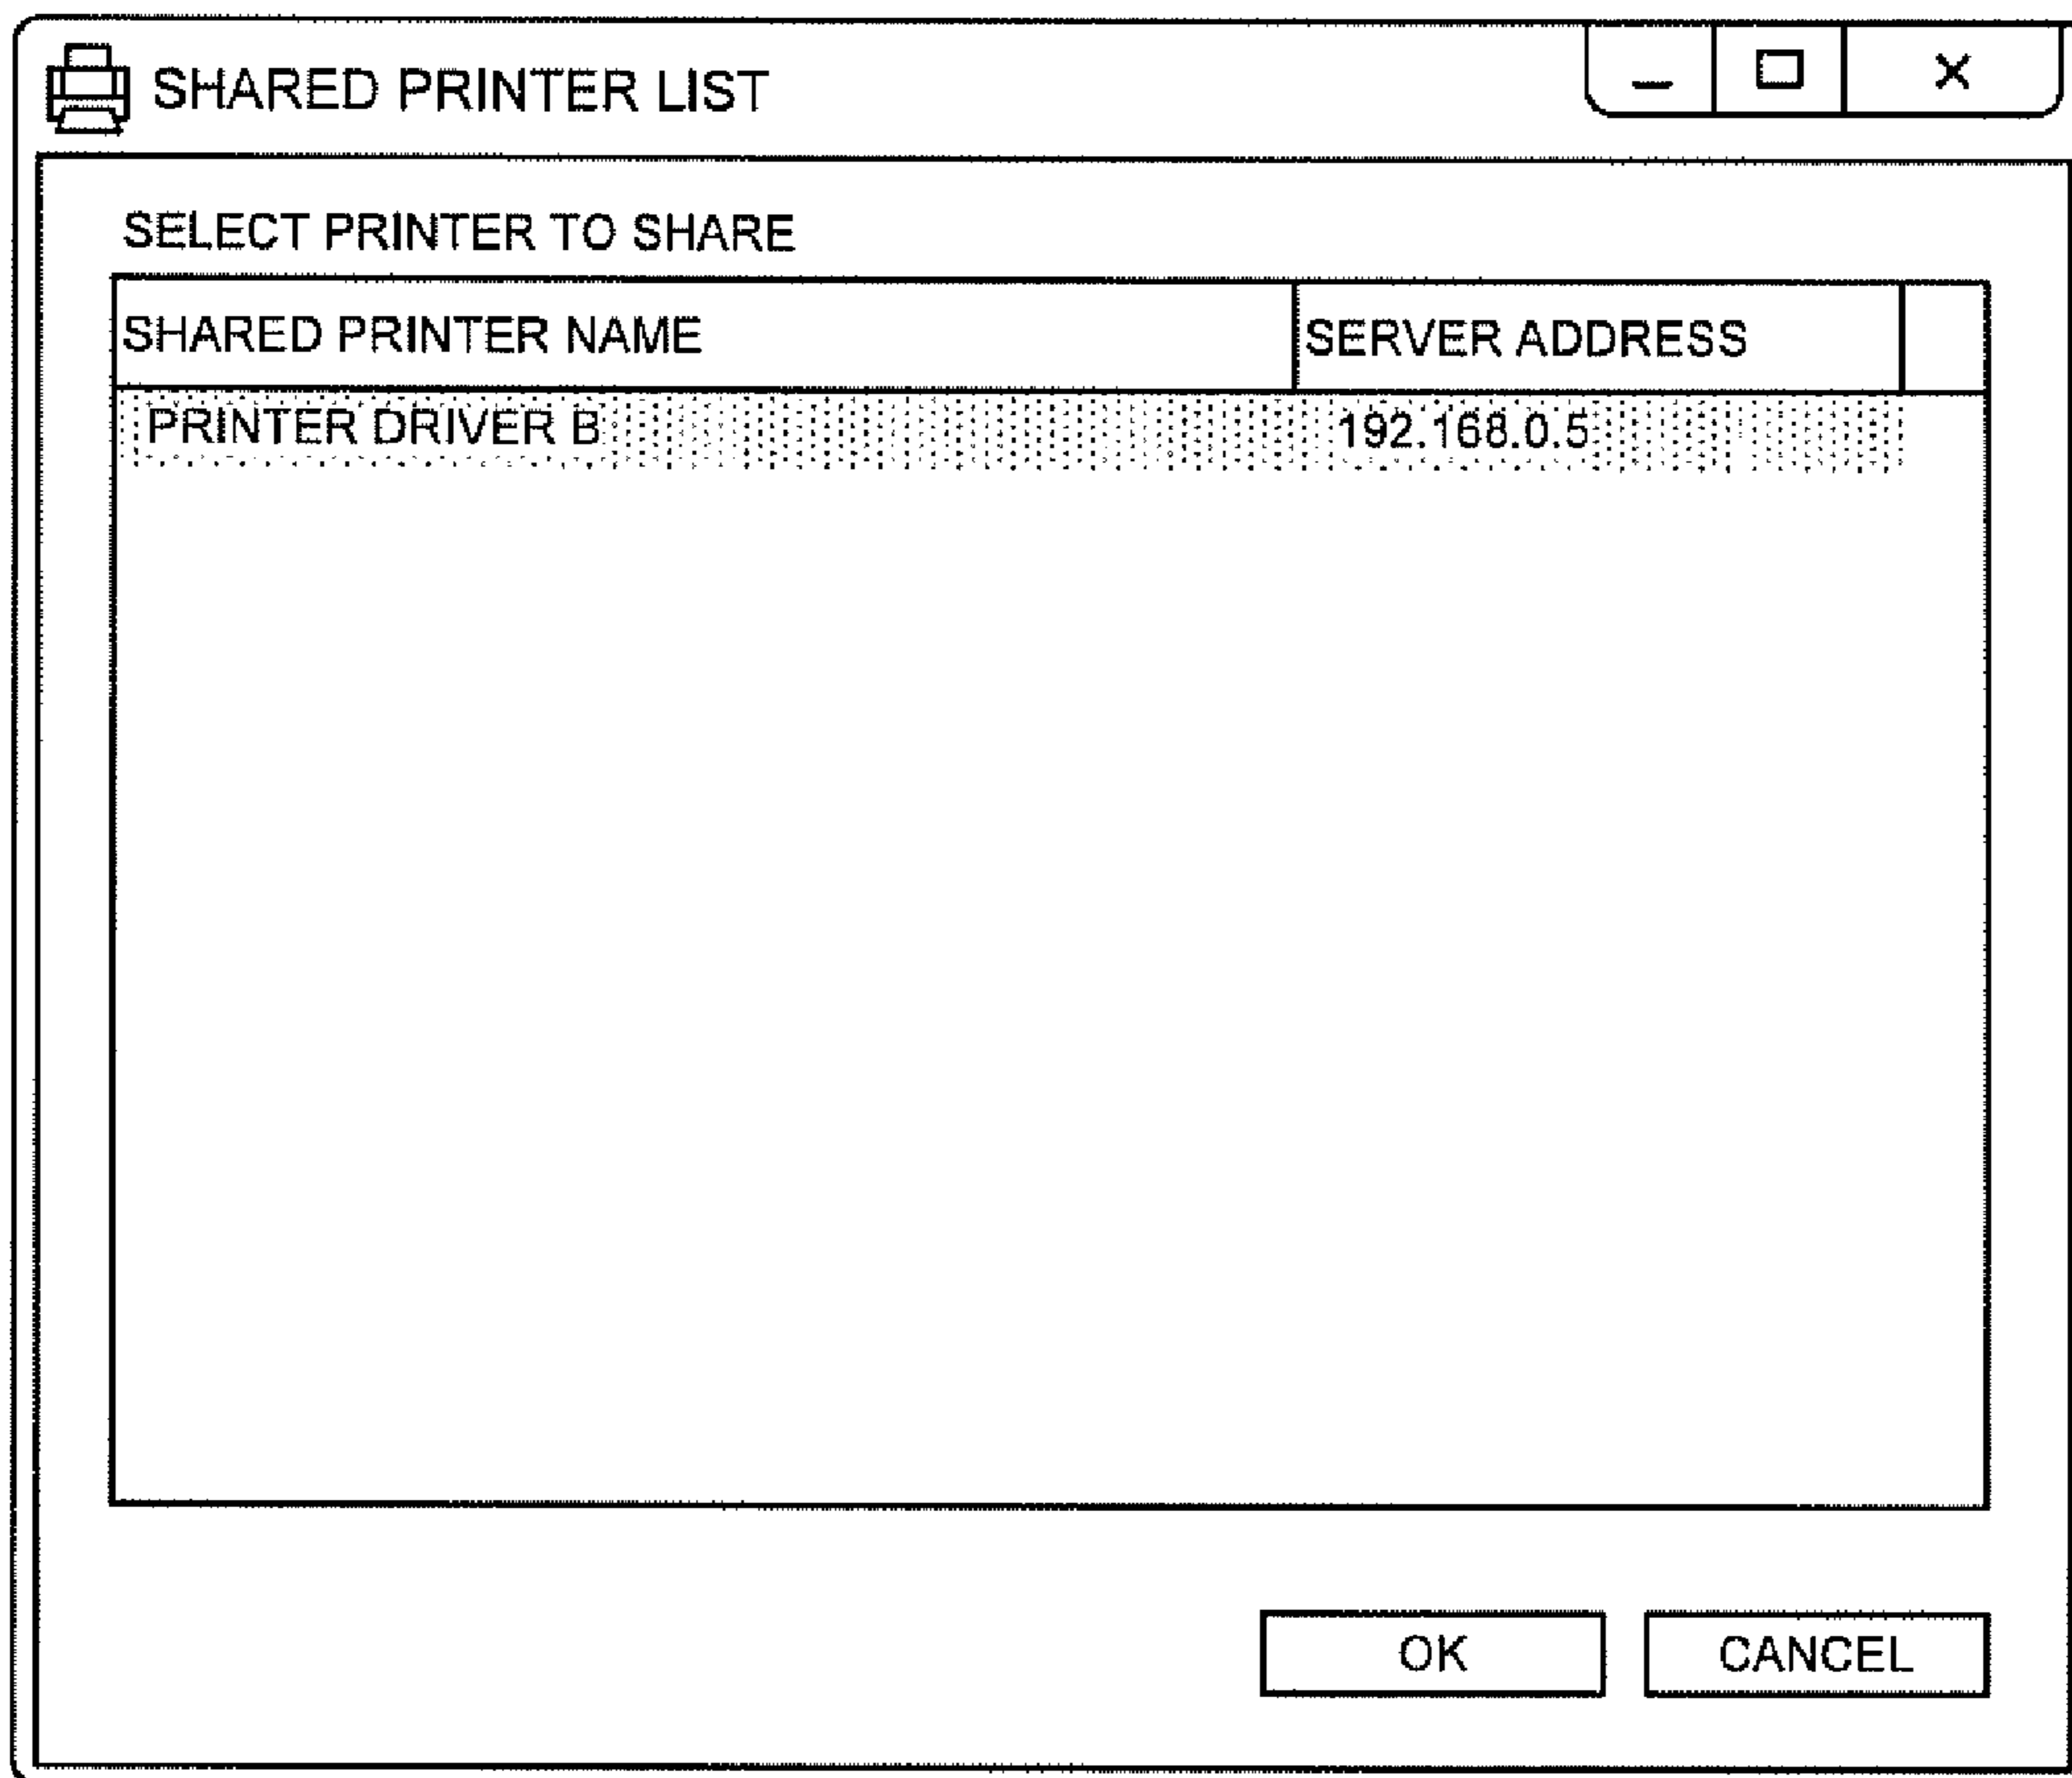 SHARED PRINTER LIST
SELECT PRINTER TO SHARE
SHARED PRINTER NAME SERVER ADDRESS
PRINTER DRIVER B 192.168.0.5
OK CANCEL